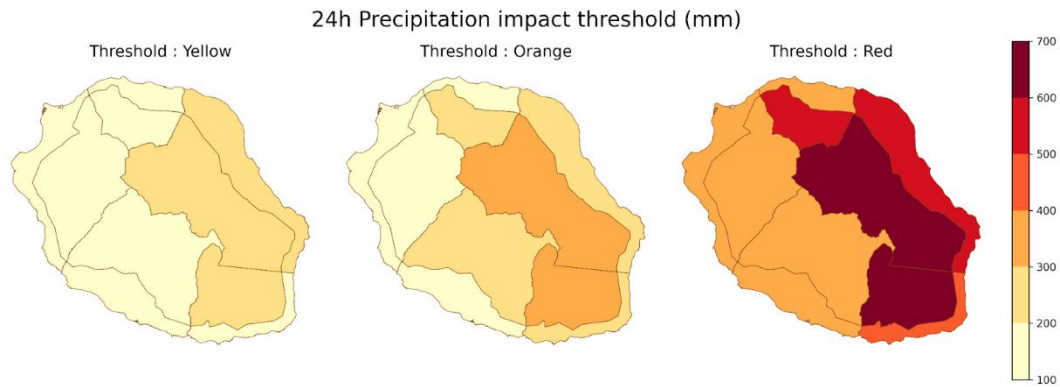 24h Precipitation impact threshold (mm)
Threshold : Yellow
Threshold : Orange
Threshold : Red
700
600
500
400
300
200
100